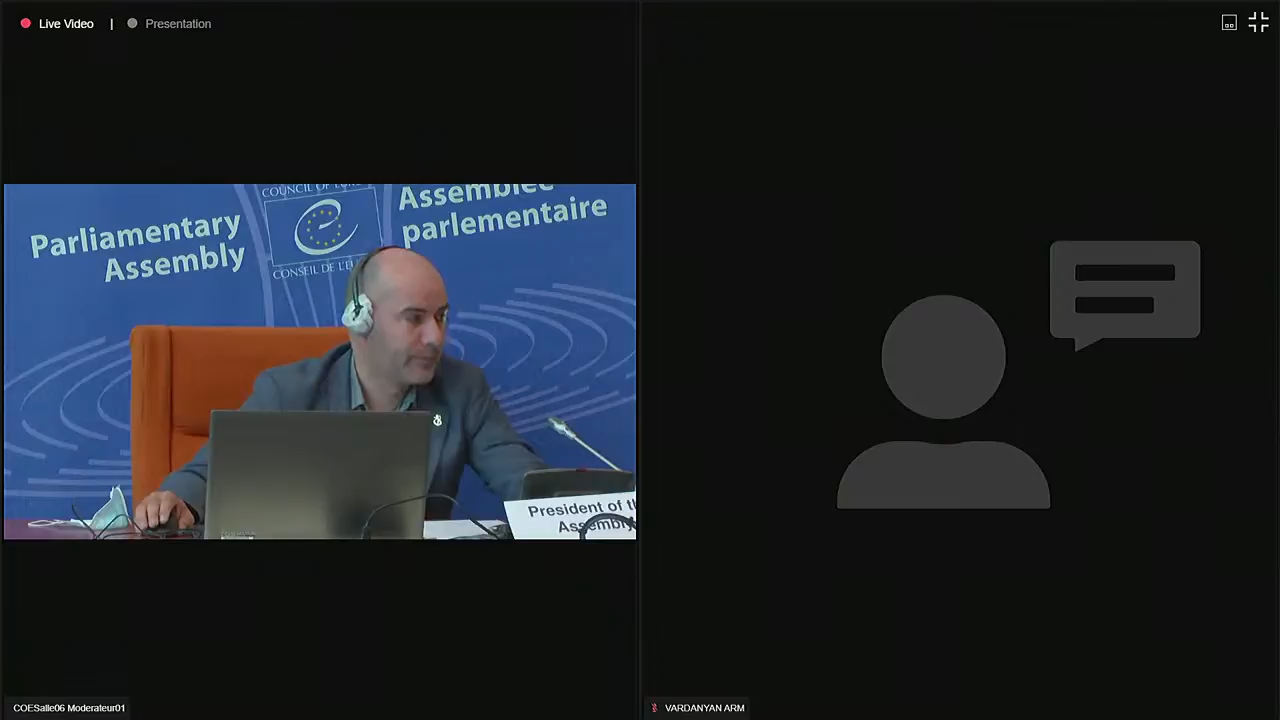 Live Video | Presentation
Parliamentary
Assembly
COUNCIL OF
CONSEIL DE
Assemblée
parlementaire
President of
Assembly
COESalle06 Moderateur01
VARDANYAN ARM